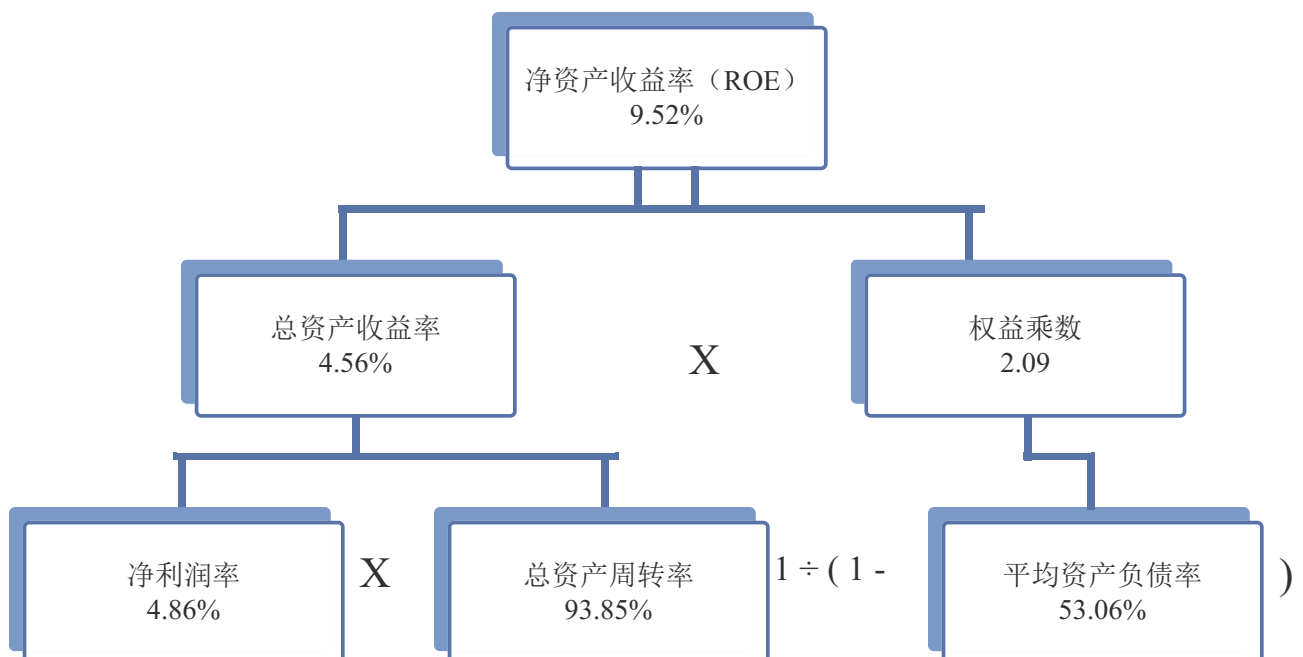 净资产收益率（ROE）
9.52%
总资产收益率
4.56%
X
权益乘数
2.09
净利润率
4.86%
X
总资产周转率
93.85%
1 ÷ ( 1 -
平均资产负债率
53.06%
)